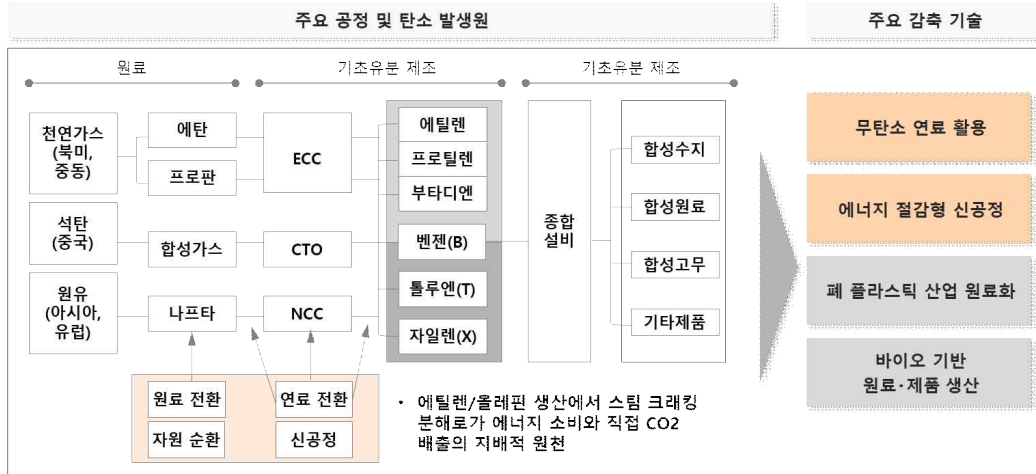 주요 공정 및 탄소 발생원
주요 감축 기술
원료
기초유분 제조
기초유분 제조
천연가스
(북미,
중동)
에탄
프로판
ECC
에틸렌
프로틸렌
부타디엔
석탄
(중국)
합성가스
CTO
벤젠(B)
원유
(아시아,
유럽)
나프타
NCC
톨루엔(T)
자일렌(X)
종합
설비
합성수지
합성원료
합성고무
기타제품
원료 전환
연료 전환
자원 순환
신공정
• 에틸렌/올레핀 생산에서 스팀 크래킹
분해로가 에너지 소비와 직접 CO2
배출의 지배적 원천
무탄소 연료 활용
에너지 절감형 신공정
폐 플라스틱 산업 원료화
바이오 기반
원료·제품 생산